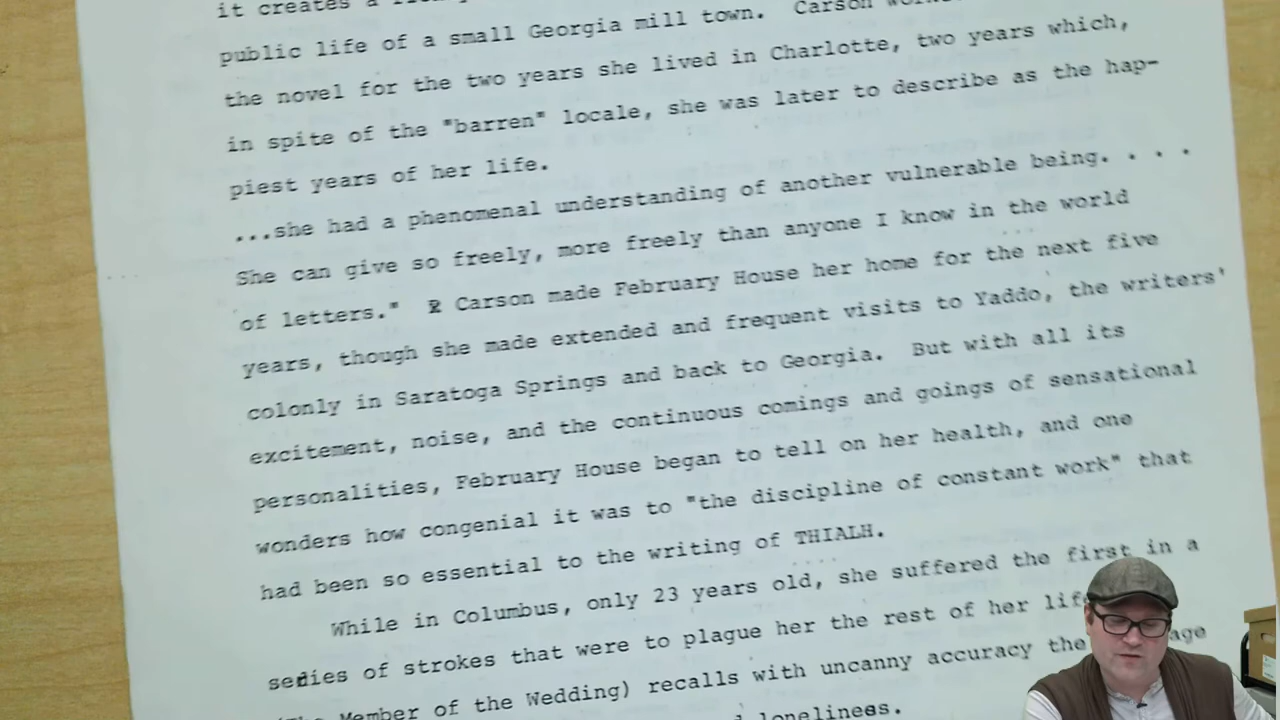 it creates a
public life of a small Georgia mill town. Carson
the novel for the two years she lived in Charlotte, two years which,
in spite of the "barren" locale, she was later to describe as the hap-
piest years of her life.
...she had a phenomenal understanding of another vulnerable being. . . .
She can give so freely, more freely than anyone I know in the world
of letters." Carson made February House her home for the next five
years, though she made extended and frequent visits to Yaddo, the writers'
colonly in Saratoga Springs and back to Georgia. But with all its
excitement, noise, and the continuous comings and goings of sensational
personalities, February House began to tell on her health, and one
wonders how congenial it was to "the discipline of constant work" that
had been so essential to the writing of THIALH.
While in Columbus, only 23 years old, she suffered the first in a
series of strokes that were to plague her the rest of her
Member of the Wedding) recalls with uncanny accuracy the
loneliness.